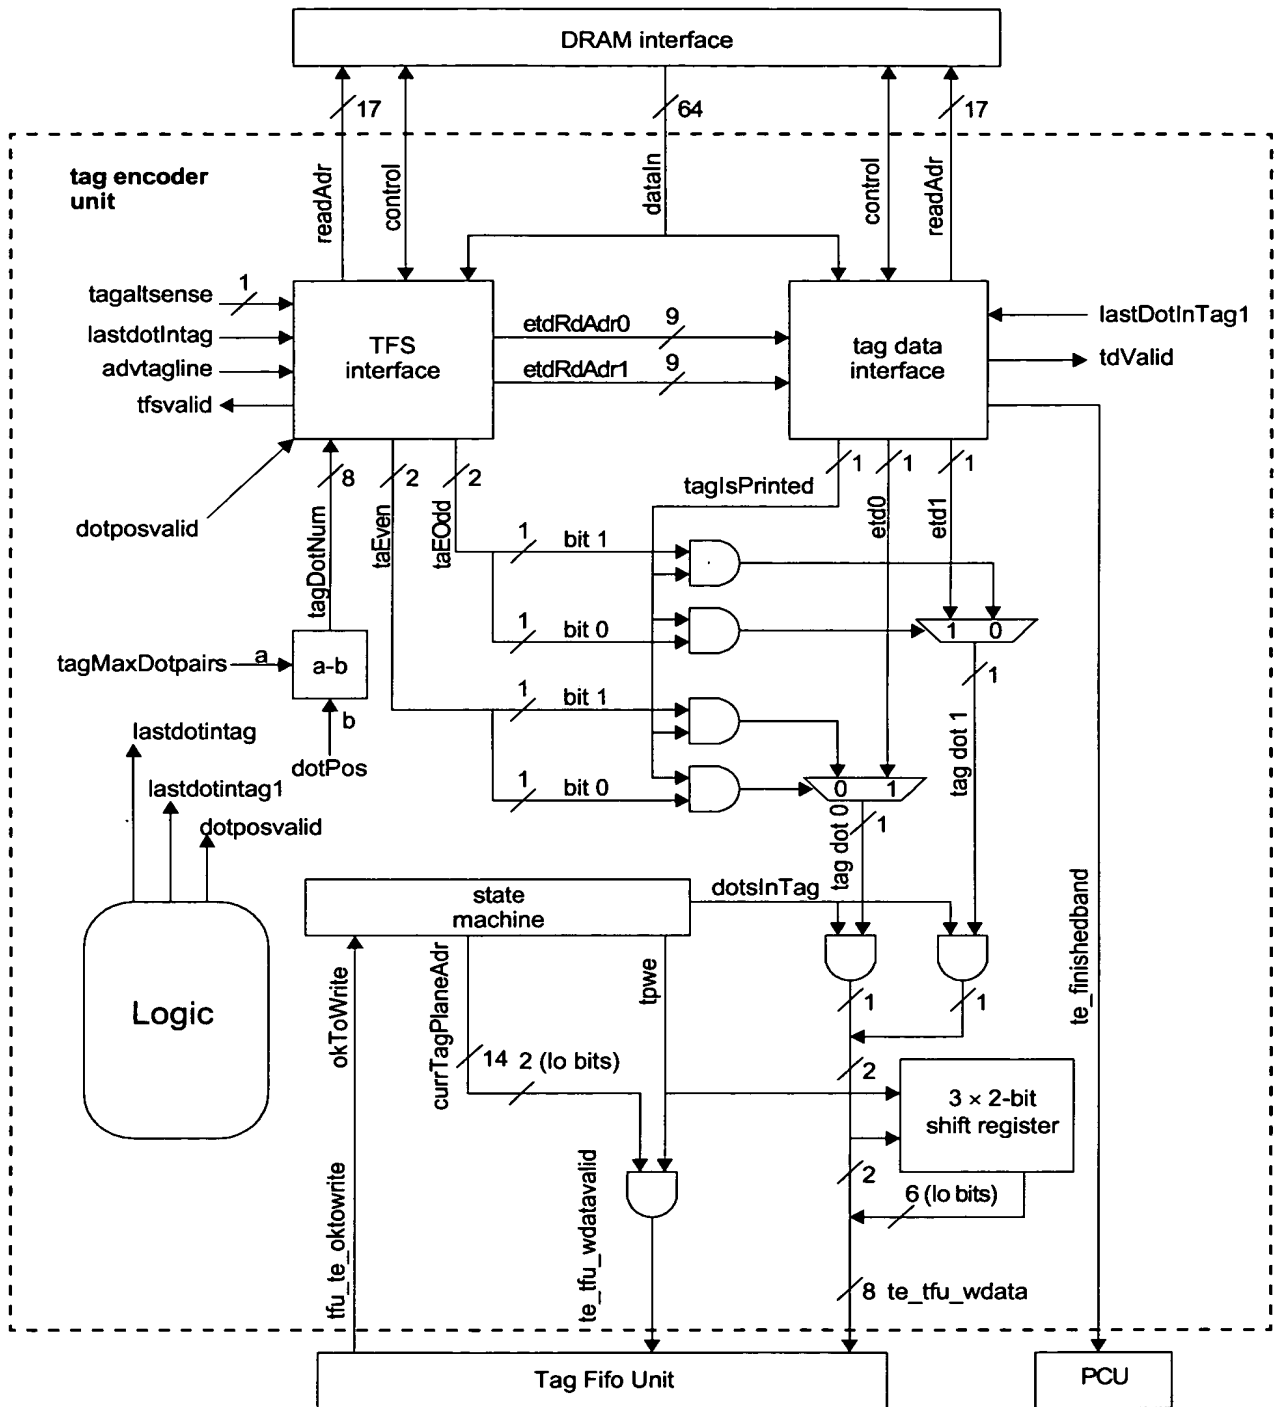 DRAM interface
17
64
17
tag encoder
unit
readAdr
control
dataIn
control
readAdr
tagaltsense
1
lastdotIntag
advtagline
tfsvalid
TFS
interface
etdRdAdr0
9
etdRdAdr1
9
tag data
interface
lastDotInTag1
tdValid
dotposvalid
8
2
2
tagDotNum
taEven
taEOdd
tagIsPrinted
1
1
1
etd0
etd1
1
bit 1
1
bit 0
1
0
1
tagMaxDotpairs
a
a-b
b
dotPos
1
bit 1
1
bit 0
0
1
1
tag dot 0
tag dot 1
lastdotintag
lastdotintag1
dotposvalid
Logic
state
machine
dotsInTag
okToWrite
currTagPlaneAdr
tpwe
te_finishedband
1
1
14
2 (lo bits)
2
3 × 2-bit
shift register
2
6 (lo bits)
tfu_te_oktowrite
te_tfu_wdatavalid
8
te_tfu_wdata
Tag Fifo Unit
PCU